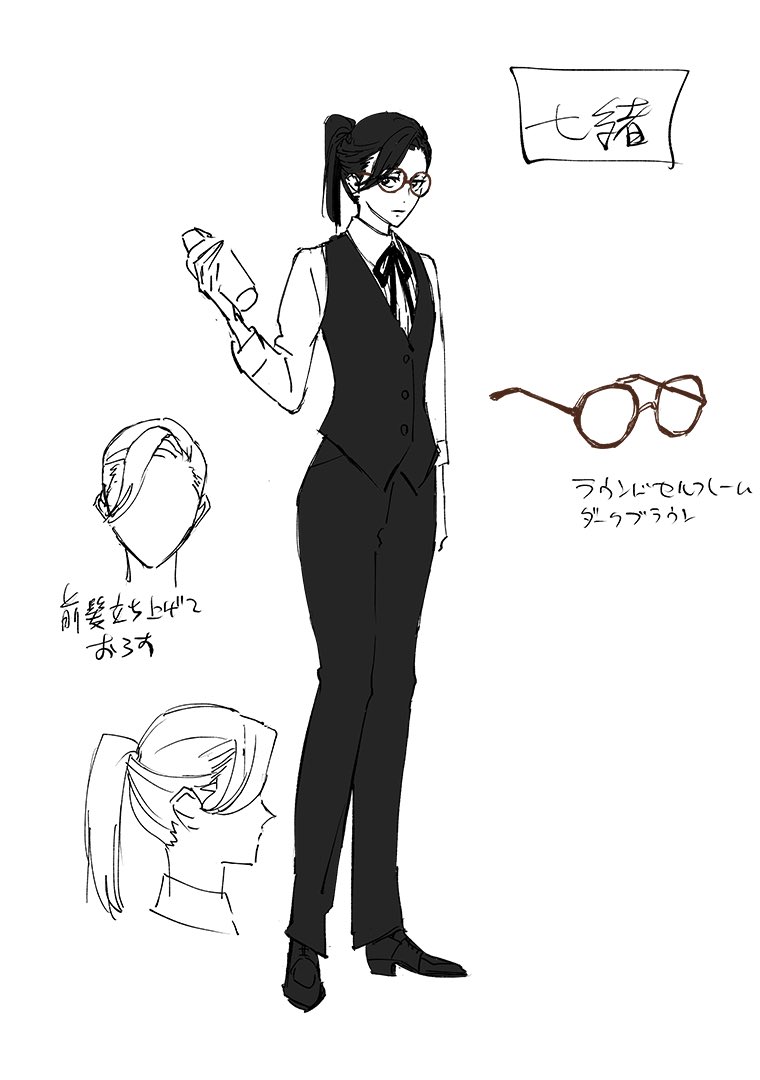 七緒
ラウンドセルフレーム
ダークブラウン
前髪立ち上げて
おろす